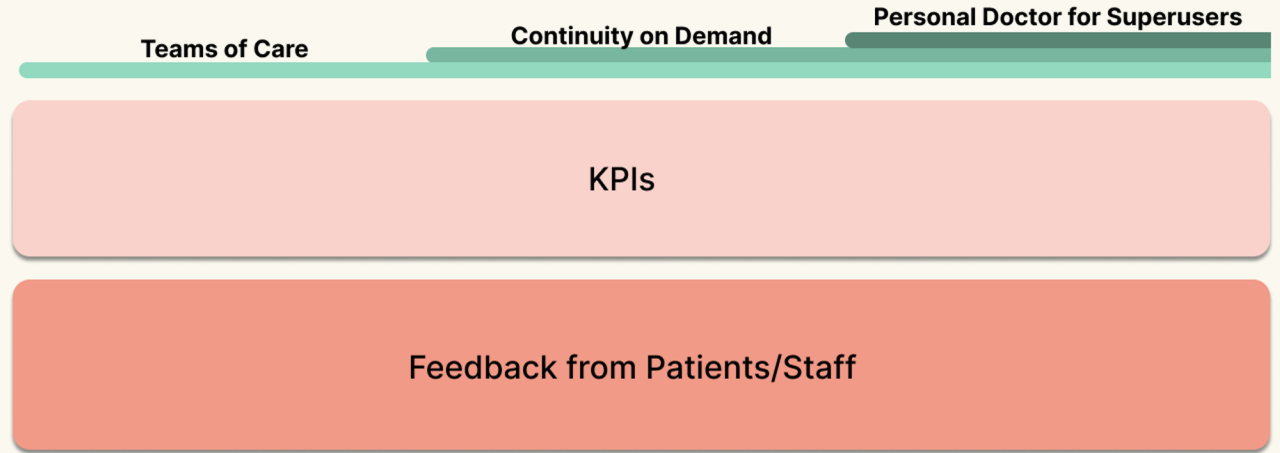 Teams of Care
Continuity on Demand
Personal Doctor for Superusers
KPIs
Feedback from Patients/Staff